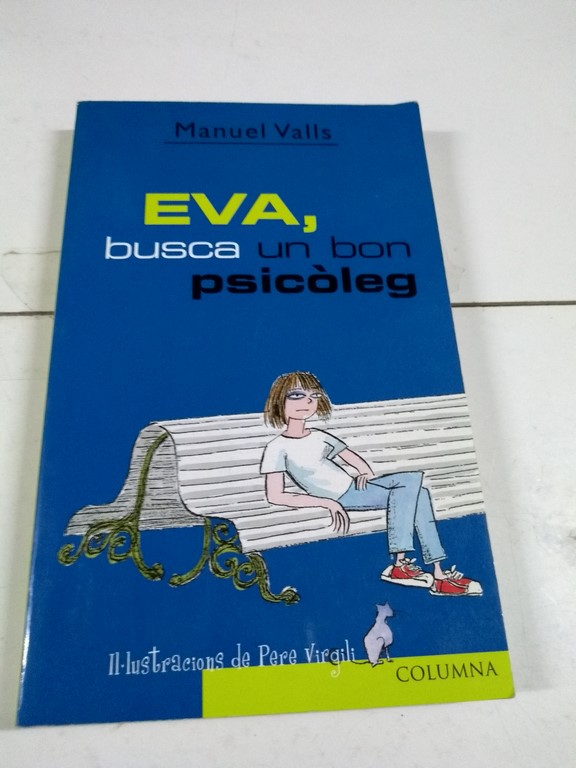 Manuel Valls
EVA,
busca un bon
psicòleg
Il·lustracions de Pere Virgili
COLUMNA